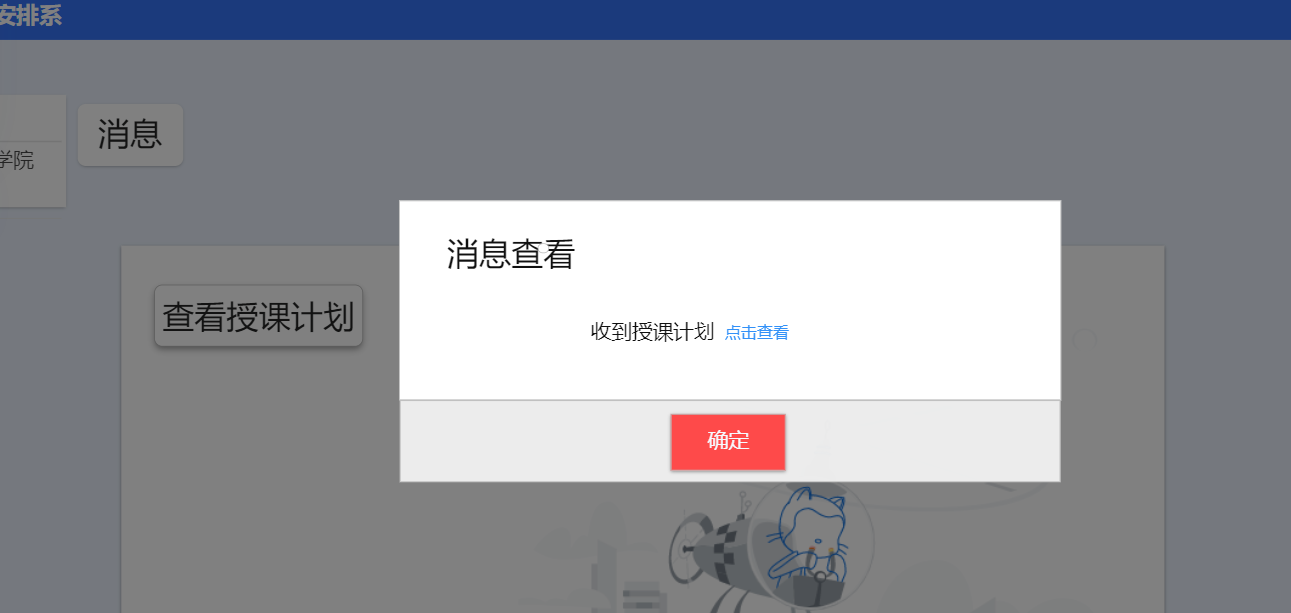 安排系
学院
消息
消息查看
查看授课计划
收到授课计划 点击查看
确定